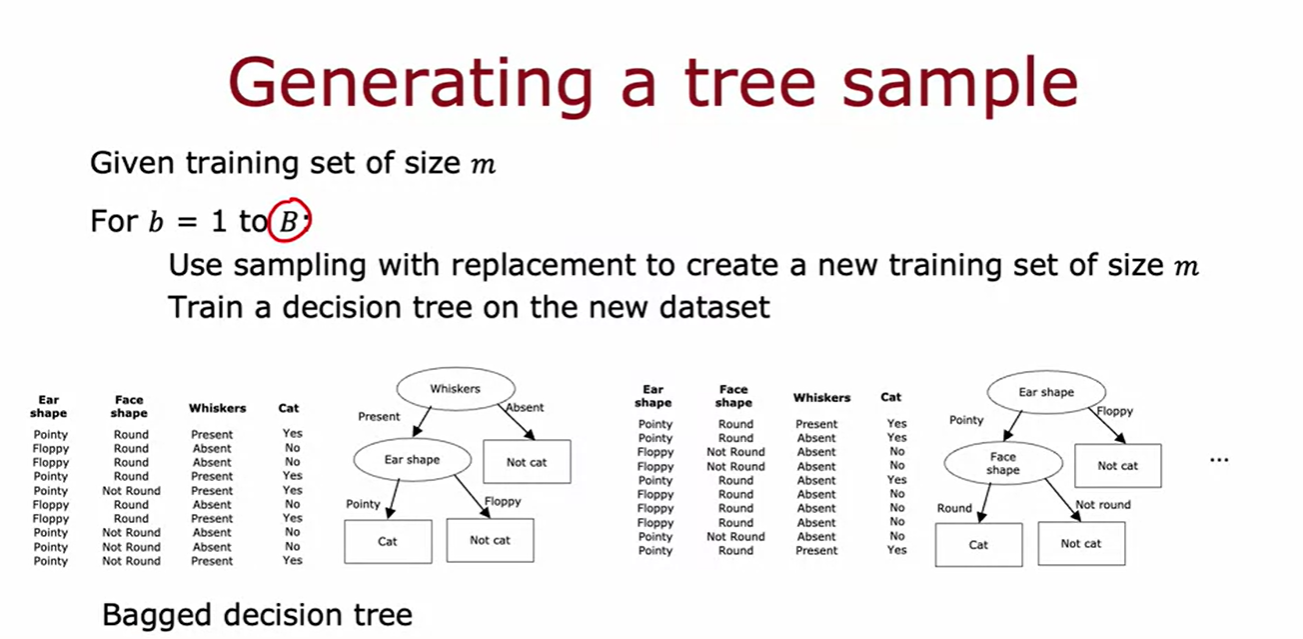 Generating a tree sample
Given training set of size m
For b = 1 to B:
Use sampling with replacement to create a new training set of size m
Train a decision tree on the new dataset
Ear shape Face shape Whiskers Cat
Pointy Round Present Yes
Floppy Round Absent No
Floppy Round Absent No
Pointy Round Present Yes
Pointy Not Round Present Yes
Floppy Round Absent No
Floppy Round Present Yes
Pointy Not Round Absent No
Pointy Not Round Absent No
Pointy Not Round Present Yes
Whiskers
Present Absent
Ear shape Not cat
Pointy Floppy
Cat Not cat
Ear shape Face shape Whiskers Cat
Pointy Round Present Yes
Pointy Round Absent Yes
Floppy Not Round Absent No
Floppy Not Round Absent No
Pointy Round Absent Yes
Floppy Round Absent No
Floppy Round Absent No
Floppy Round Absent No
Pointy Not Round Absent No
Pointy Round Present Yes
Ear shape
Pointy Floppy
Face shape Not cat
Round Not round
Cat Not cat
...
Bagged decision tree